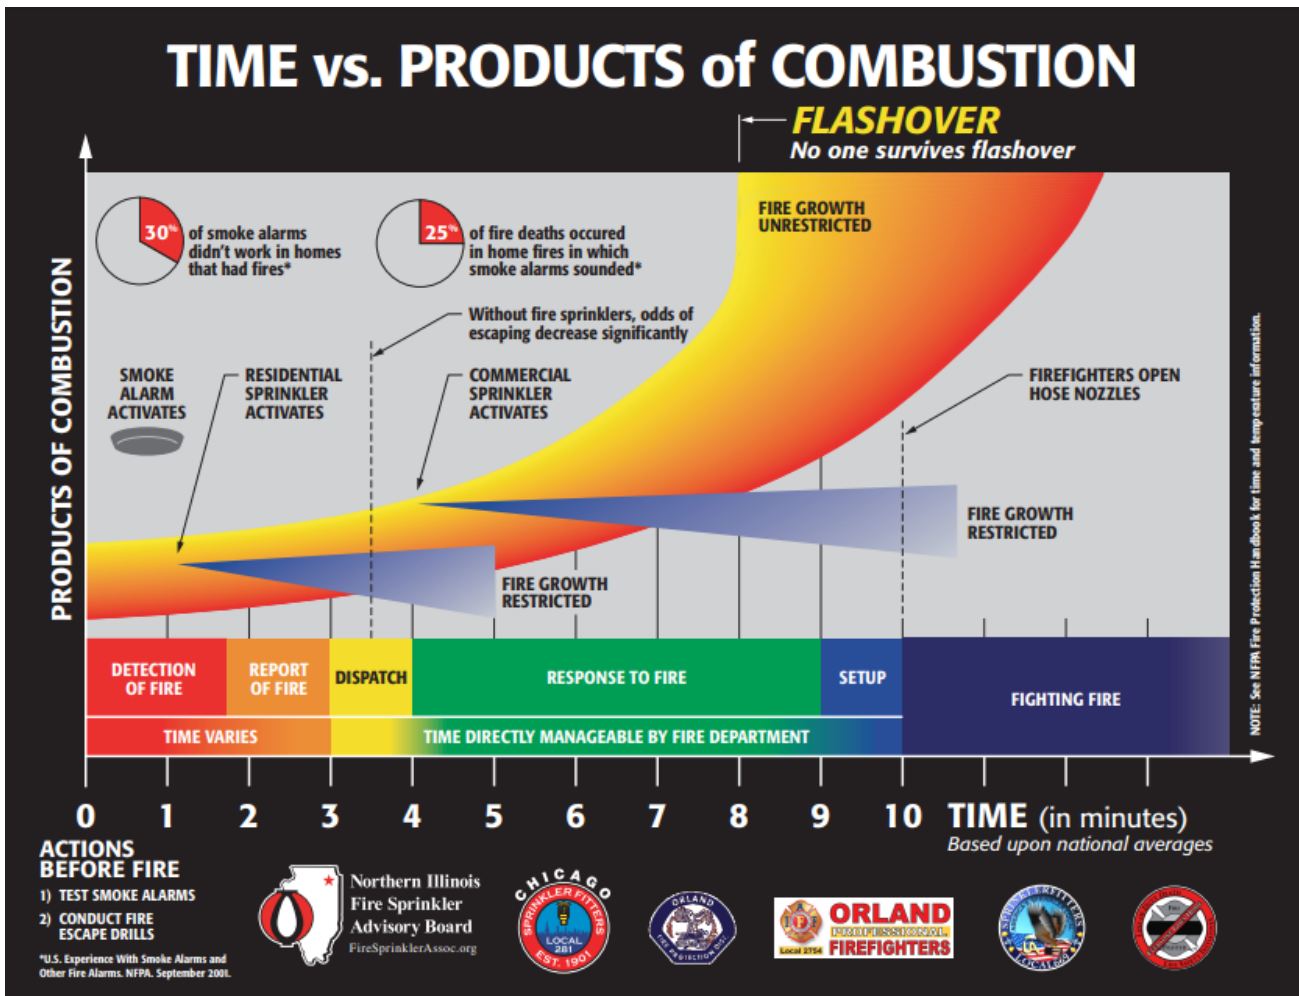 TIME vs. PRODUCTS of COMBUSTION
FLASHOVER
No one survives flashover
PRODUCTS OF COMBUSTION
30%
of smoke alarms
didn't work in homes
that had fires*
25%
of fire deaths occured
in home fires in which
smoke alarms sounded*
FIRE GROWTH
UNRESTRICTED
Without fire sprinklers, odds of
escaping decrease significantly
SMOKE
ALARM
ACTIVATES
RESIDENTIAL
SPRINKLER
ACTIVATES
COMMERCIAL
SPRINKLER
ACTIVATES
FIREFIGHTERS OPEN
HOSE NOZZLES
FIRE GROWTH
RESTRICTED
FIRE GROWTH
RESTRICTED
NOTE: See NFPA Fire Protection Handbook for time and temperature information.
DETECTION
OF FIRE
REPORT
OF FIRE
DISPATCH
RESPONSE TO FIRE
SETUP
FIGHTING FIRE
TIME VARIES
TIME DIRECTLY MANAGEABLE BY FIRE DEPARTMENT
0 1 2 3 4 5 6 7 8 9 10 TIME (in minutes)
Based upon national averages
ACTIONS
BEFORE FIRE
1) TEST SMOKE ALARMS
2) CONDUCT FIRE
ESCAPE DRILLS
*U.S. Experience With Smoke Alarms and
Other Fire Alarms. NFPA. September 2001.
Northern Illinois
Fire Sprinkler
Advisory Board
FireSprinklerAssoc.org
CHICAGO
SPRINKLER FITTERS
LOCAL
281
EST. 1901
ORLAND
FIRE PROTECTION DIST
Local 2754
ORLAND
PROFESSIONAL
FIREFIGHTERS
SPRINKLERFITTERS
U.A.
LOCAL 669